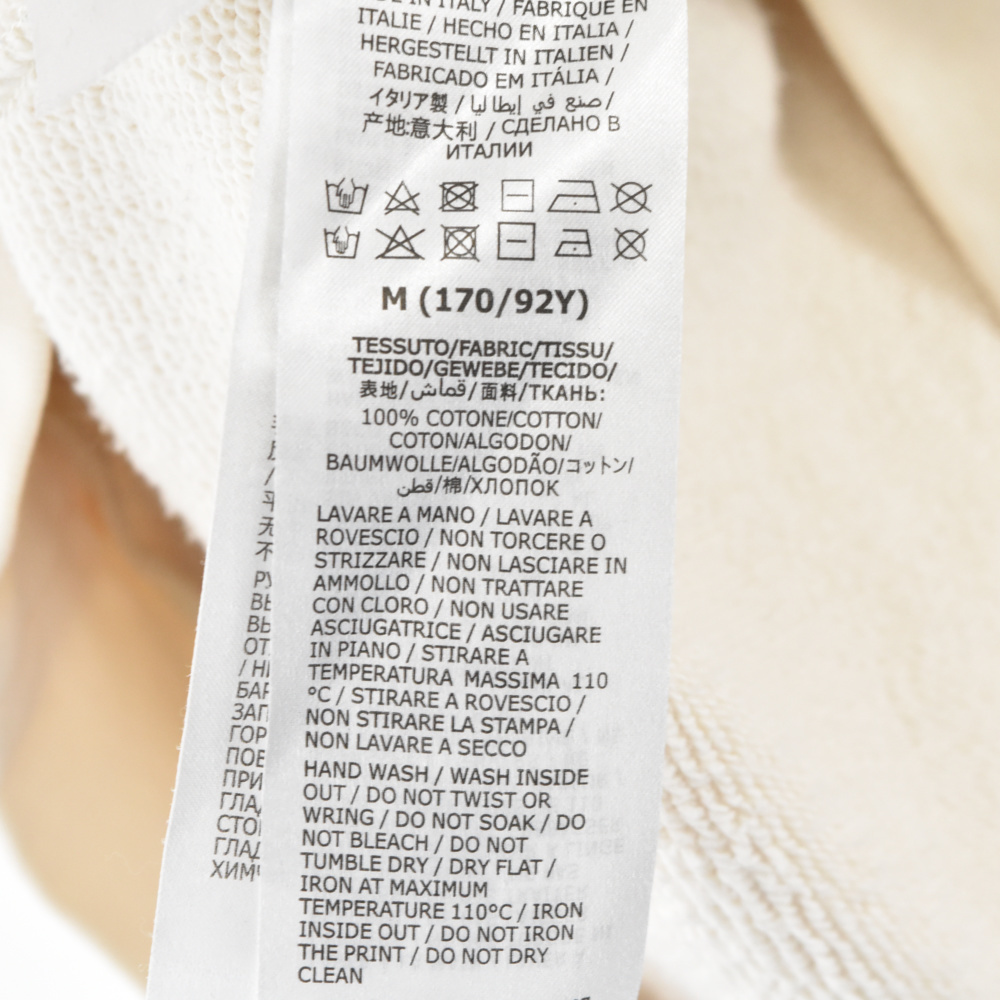 IN ITALY / FABRIQUÉ EN
ITALIE / HECHO EN ITALIA /
HERGESTELLT IN ITALIEN /
FABRICADO EM ITÁLIA /
イタリア製 / صنع في إيطاليا /
产地:意大利 / СДЕЛАНО В
ИТАЛИИ
M (170/92Y)
TESSUTO/FABRIC/TISSU/
TEJIDO/GEWEBE/TECIDO/
表地/قماش/面料/ТКАНЬ:
100% COTONE/COTTON/
COTON/ALGODON/
BAUMWOLLE/ALGODÃO/コットン/
قطن/棉/ХЛОПОК
LAVARE A MANO / LAVARE A
ROVESCIO / NON TORCERE O
STRIZZARE / NON LASCIARE IN
AMMOLLO / NON TRATTARE
CON CLORO / NON USARE
ASCIUGATRICE / ASCIUGARE
IN PIANO / STIRARE A
TEMPERATURA MASSIMA 110
°C / STIRARE A ROVESCIO /
NON STIRARE LA STAMPA /
NON LAVARE A SECCO
HAND WASH / WASH INSIDE
OUT / DO NOT TWIST OR
WRING / DO NOT SOAK / DO
NOT BLEACH / DO NOT
TUMBLE DRY / DRY FLAT /
IRON AT MAXIMUM
TEMPERATURE 110°C / IRON
INSIDE OUT / DO NOT IRON
THE PRINT / DO NOT DRY
CLEAN